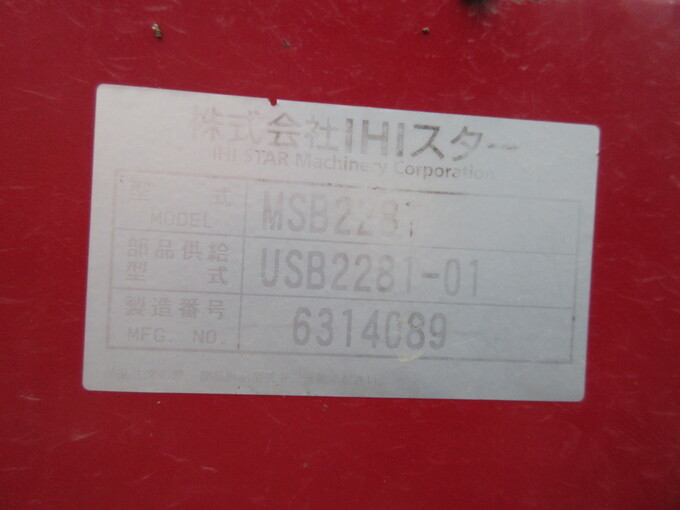 株式会社IHIスター
IHI STAR Machinery Corporation
型 式 MSB2281
MODEL
部品供給 USB2281-01
型 式
製造番号 6314089
MFG. NO.